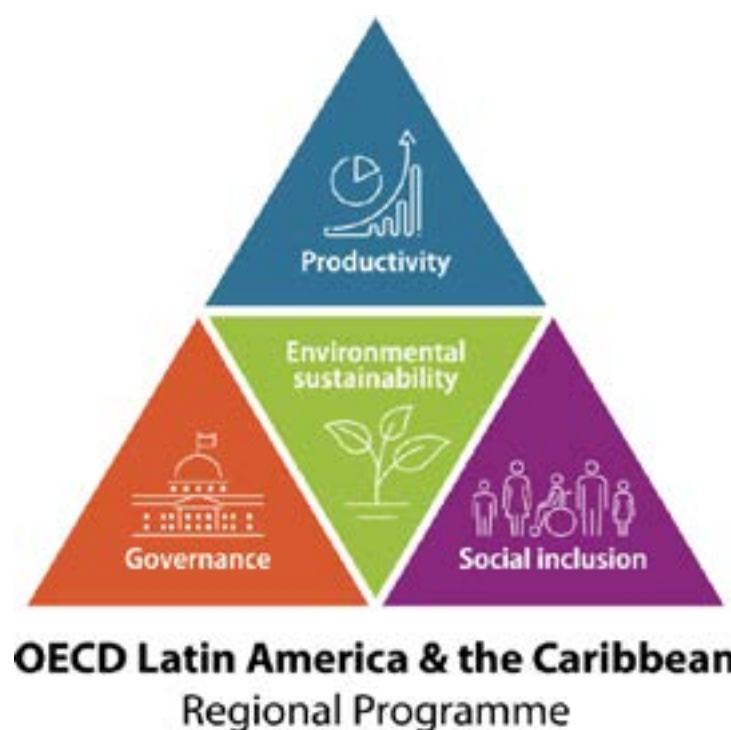 Productivity
Environmental
sustainability
Governance
Social inclusion
OECD Latin America & the Caribbean
Regional Programme